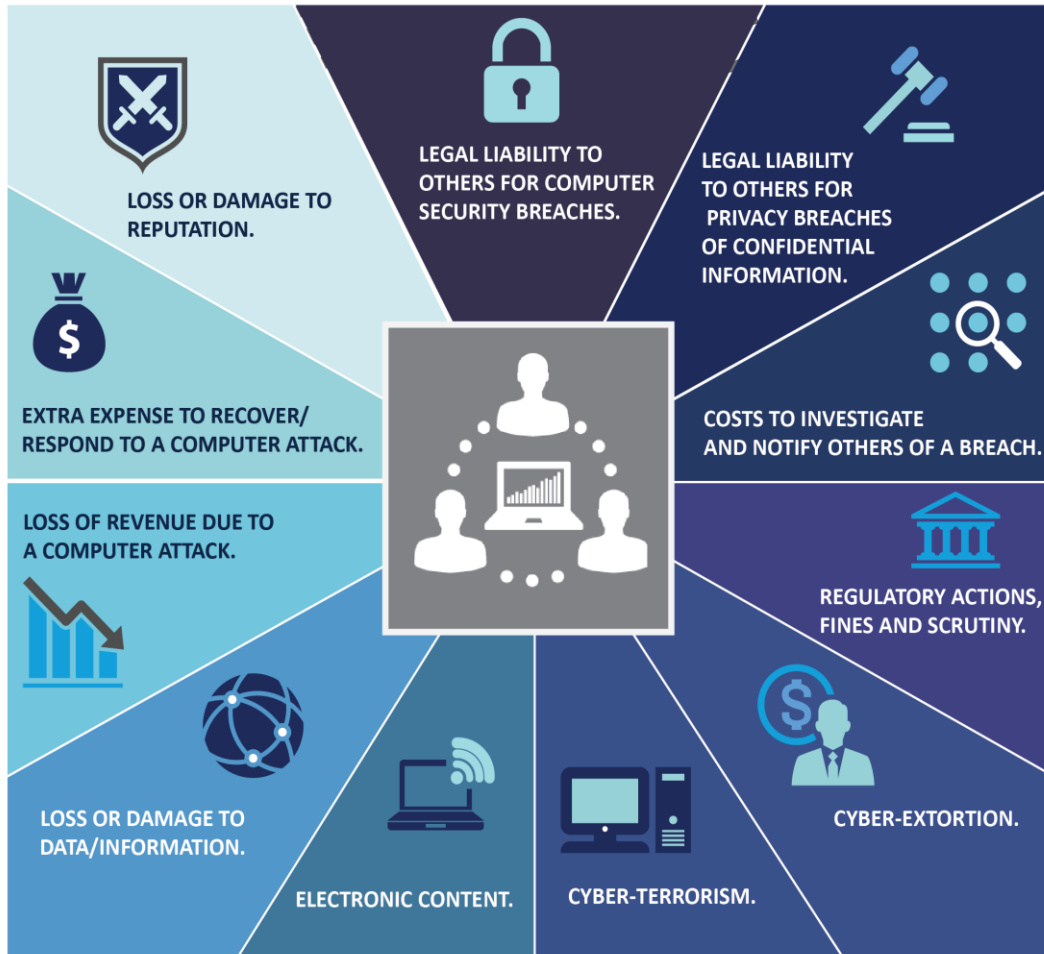 LOSS OR DAMAGE TO
REPUTATION.
LEGAL LIABILITY TO
OTHERS FOR COMPUTER
SECURITY BREACHES.
LEGAL LIABILITY
TO OTHERS FOR
PRIVACY BREACHES
OF CONFIDENTIAL
INFORMATION.
$
EXTRA EXPENSE TO RECOVER/
RESPOND TO A COMPUTER ATTACK.
COSTS TO INVESTIGATE
AND NOTIFY OTHERS OF A BREACH.
LOSS OF REVENUE DUE TO
A COMPUTER ATTACK.
REGULATORY ACTIONS,
FINES AND SCRUTINY.
LOSS OR DAMAGE TO
DATA/INFORMATION.
ELECTRONIC CONTENT.
CYBER-TERRORISM.
$
CYBER-EXTORTION.